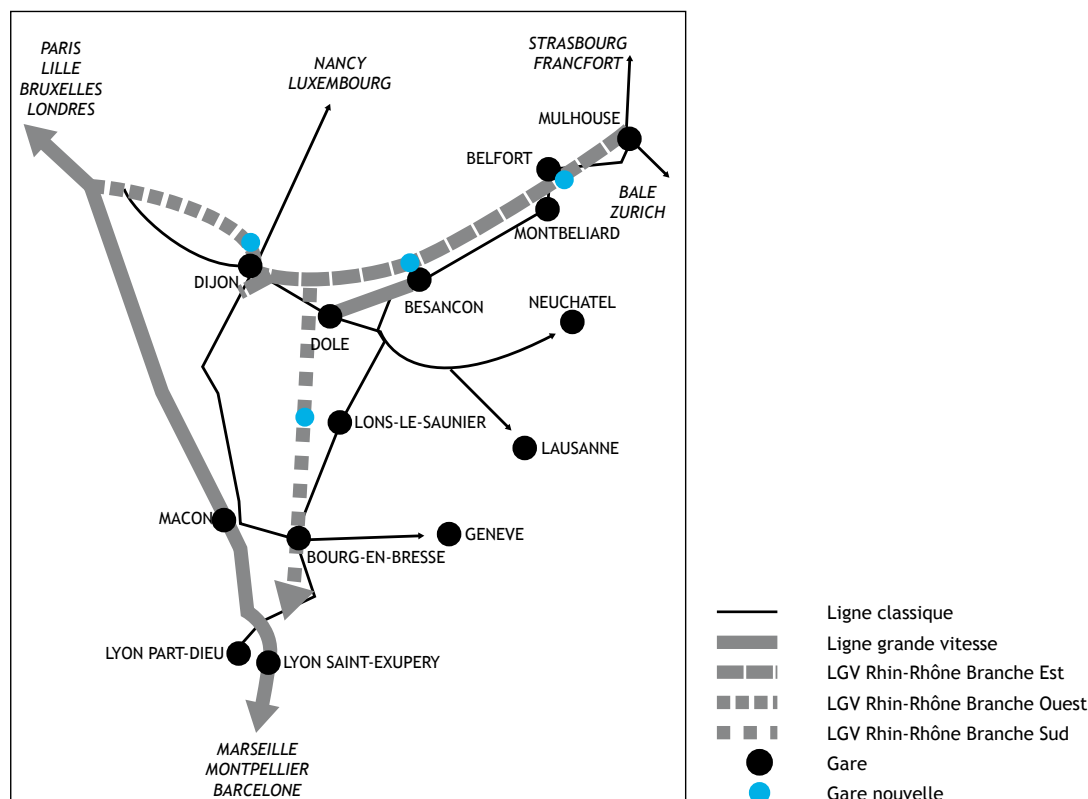 PARIS
LILLE
BRUXELLES
LONDRES
NANCY
LUXEMBOURG
STRASBOURG
FRANCFORT
MULHOUSE
BELFORT
BALE
ZURICH
MONTBELIARD
DIJON
BESANCON
NEUCHATEL
DOLE
LONS-LE-SAUNIER
LAUSANNE
MACON
GENEVE
BOURG-EN-BRESSE
LYON PART-DIEU
LYON SAINT-EXUPERY
MARSEILLE
MONTPELLIER
BARCELONE
Ligne classique
Ligne grande vitesse
LGV Rhin-Rhône Branche Est
LGV Rhin-Rhône Branche Ouest
LGV Rhin-Rhône Branche Sud
Gare
Gare nouvelle